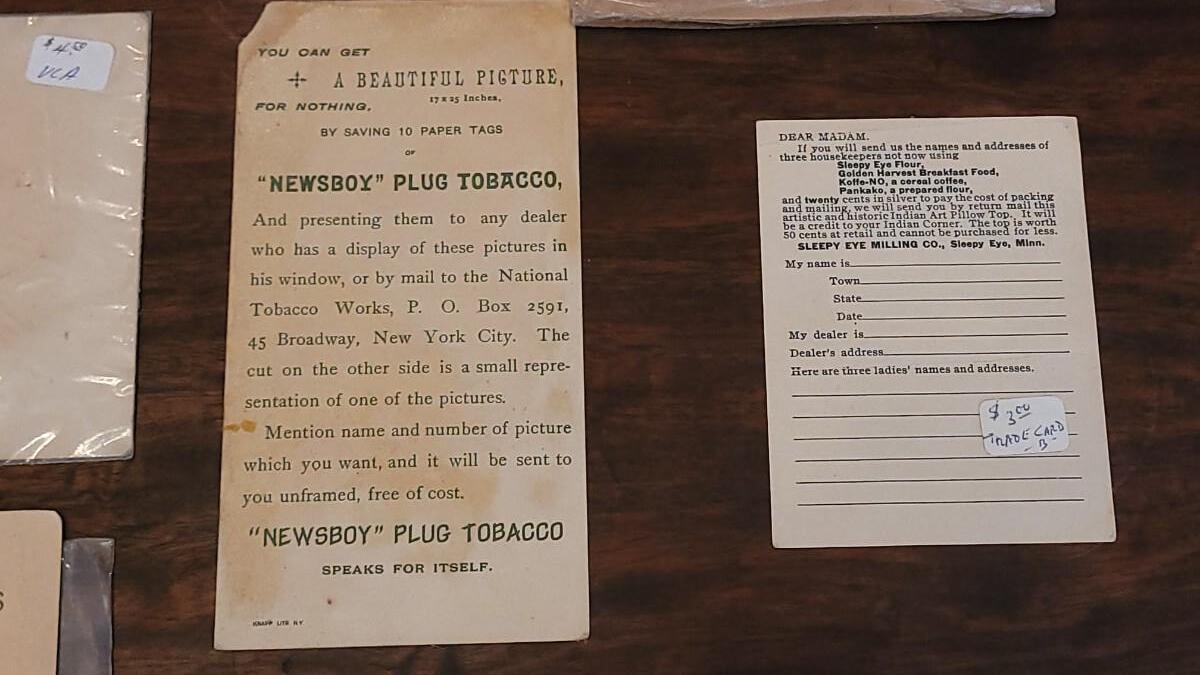 $4.50
VCA
YOU CAN GET
A BEAUTIFUL PICTURE,
17 x 25 Inches,
FOR NOTHING,
BY SAVING 10 PAPER TAGS
OF
“NEWSBOY” PLUG TOBACCO,
And presenting them to any dealer
who has a display of these pictures in
his window, or by mail to the National
Tobacco Works, P. O. Box 2591,
45 Broadway, New York City. The
cut on the other side is a small repre-
sentation of one of the pictures.
Mention name and number of picture
which you want, and it will be sent to
you unframed, free of cost.
“NEWSBOY” PLUG TOBACCO
SPEAKS FOR ITSELF.
KNAPP LITH NY
DEAR MADAM.
If you will send us the names and addresses of
three housekeepers not now using
Sleepy Eye Flour,
Golden Harvest Breakfast Food,
Koffe-NO, a cereal coffee,
Pankako, a prepared flour,
and twenty cents in silver to pay the cost of packing
and mailing, we will send you by return mail this
artistic and historic Indian Art Pillow Top. It will
be a credit to your Indian Corner. The top is worth
50 cents at retail and cannot be purchased for less.
SLEEPY EYE MILLING CO., Sleepy Eye, Minn.
My name is
Town
State
Date
My dealer is
Dealer's address
Here are three ladies' names and addresses.
$3.00
TRADE CARD
-B-
S